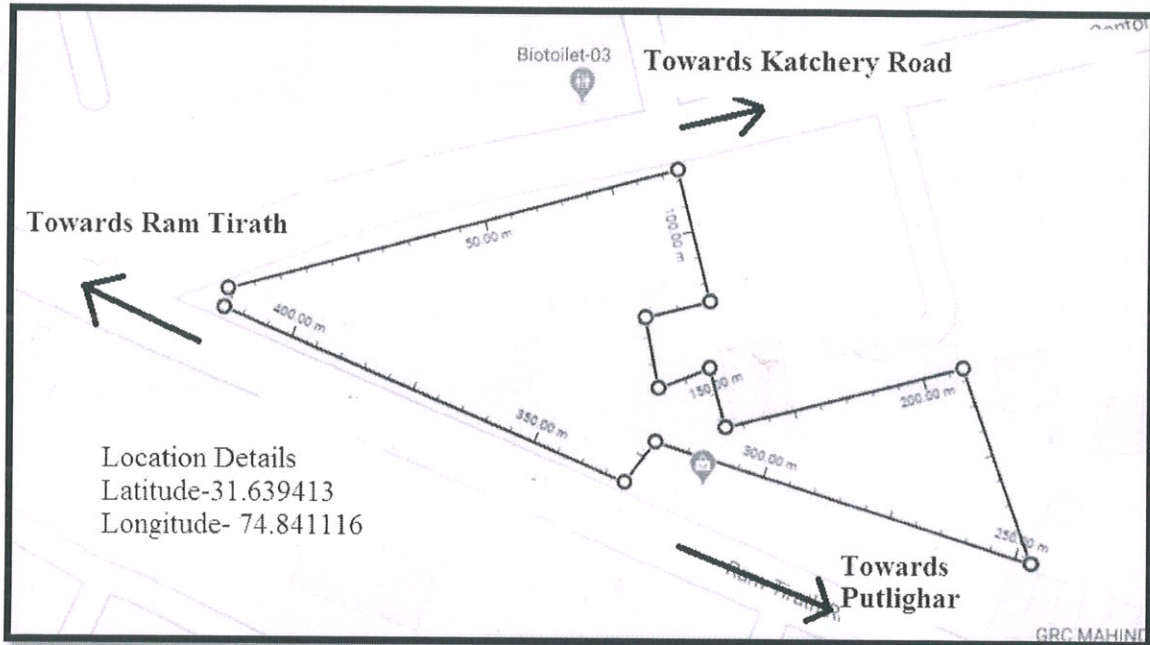 Biotoilet-03
Towards Katchery Road
Towards Ram Tirath
50.00 m
100.00 m
400.00 m
150.00 m
200.00 m
350.00 m
300.00 m
250.00 m
Location Details
Latitude-31.639413
Longitude- 74.841116
Towards
Putlighar
GRC MAHIND